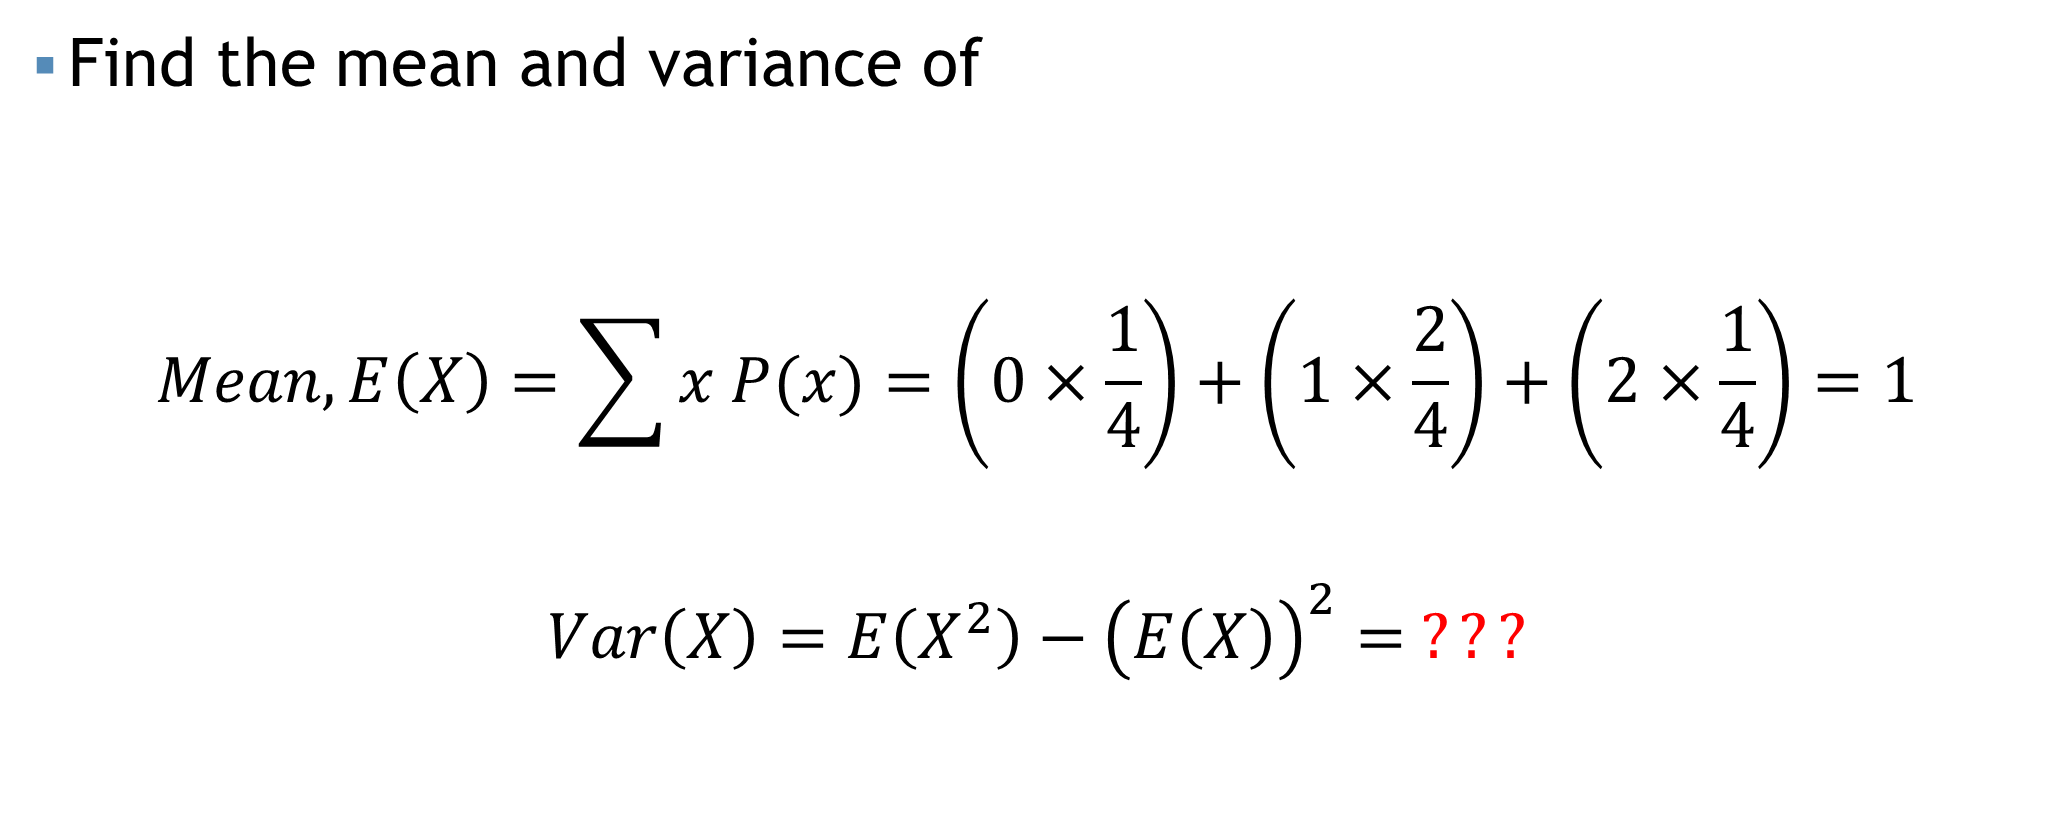 ▪ Find the mean and variance of
Mean, E(X) = ∑ x P(x) = (0 × 1/4) + (1 × 2/4) + (2 × 1/4) = 1
Var(X) = E(X²) − (E(X))² = ???